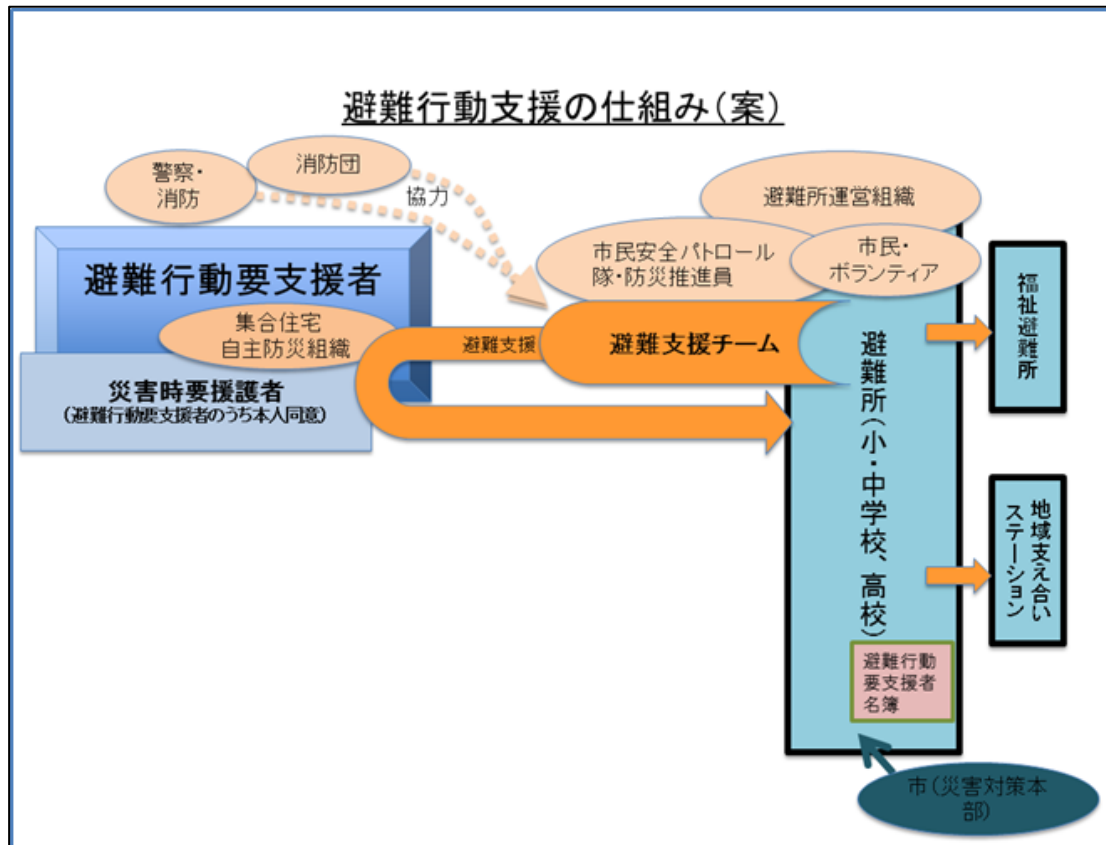 避難行動支援の仕組み(案)
警察・
消防
消防団
協力
避難所運営組織
市民安全パトロール
隊・防災推進員
市民・
ボランティア
避難行動要支援者
集合住宅
自主防災組織
災害時要援護者
(避難行動要支援者のうち本人同意)
避難支援
避難支援チーム
避難所(小・中学校、高校)
福祉避難所
地域支え合い
ステーション
避難行動
要支援者
名簿
市(災害対策本
部)